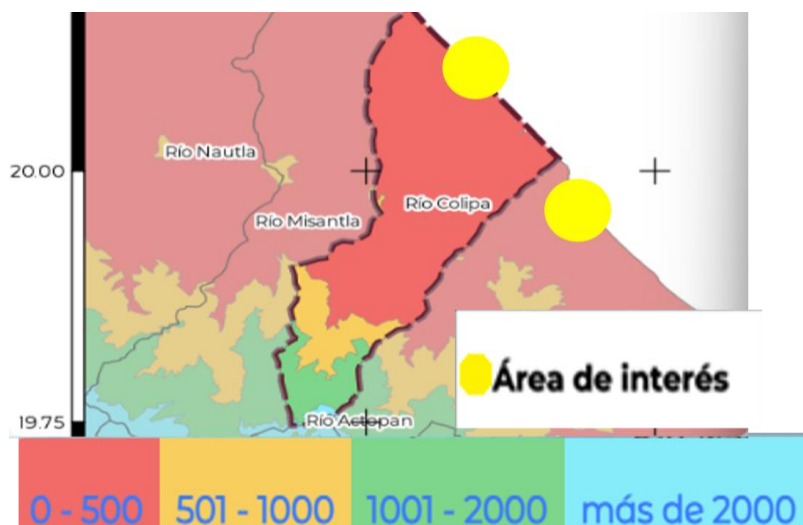 Río Nautla
20.00
Río Colipa
Río Misantla
Área de interés
19.75
Río Actopan
0 - 500
501 - 1000
1001 - 2000
más de 2000